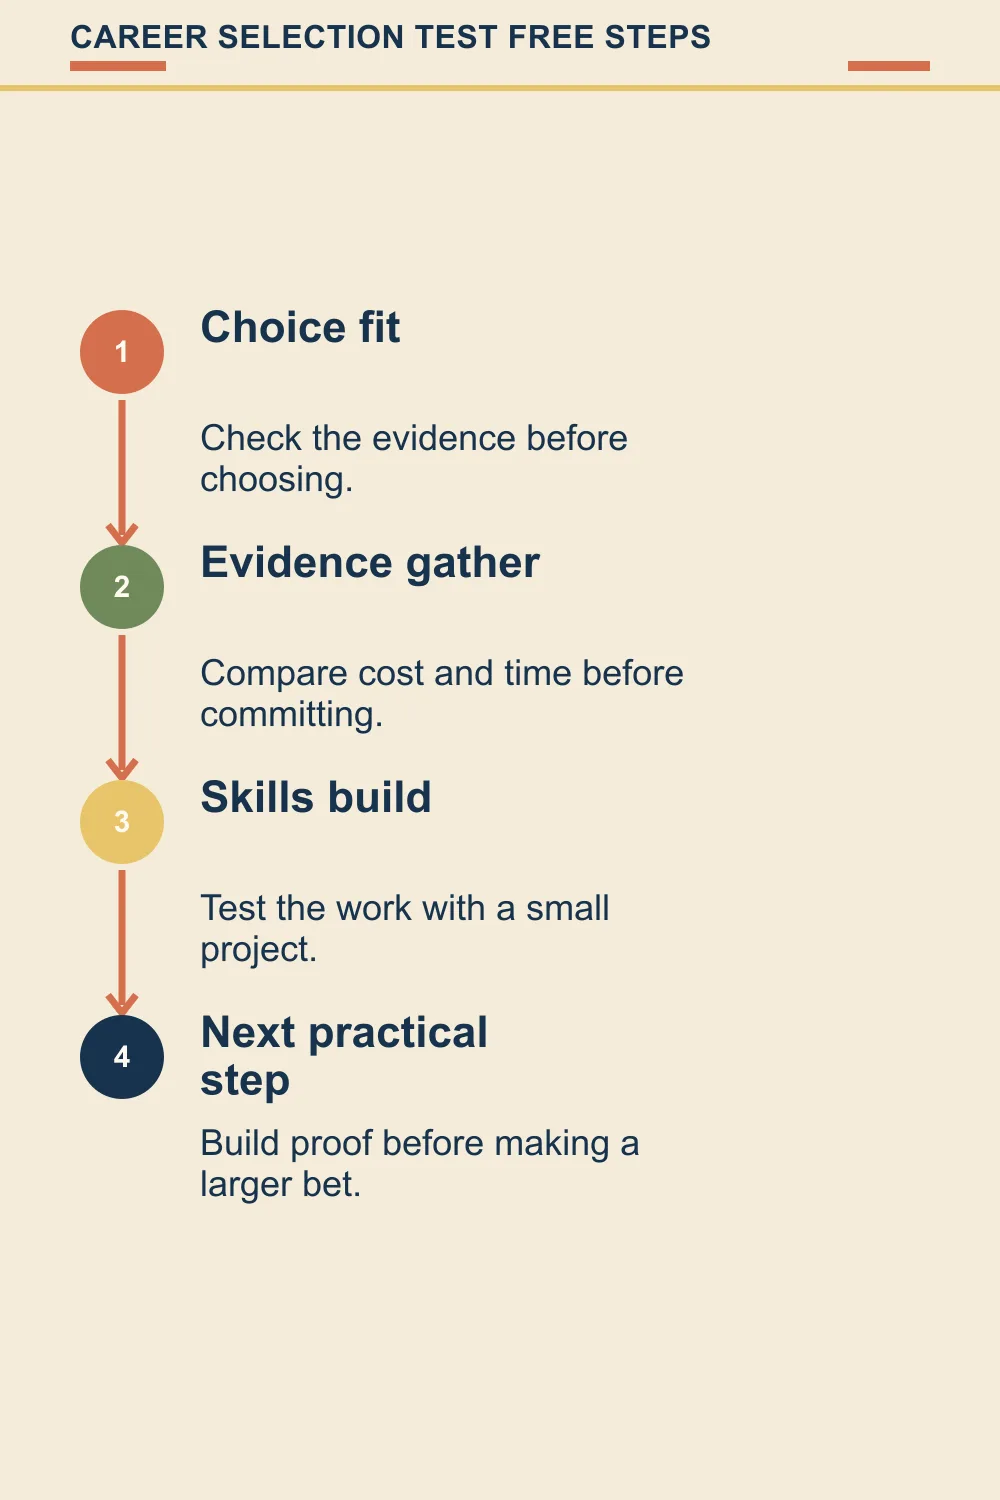 CAREER SELECTION TEST FREE STEPS
1
Choice fit
Check the evidence before
choosing.
2
Evidence gather
Compare cost and time before
committing.
3
Skills build
Test the work with a small
project.
4
Next practical
step
Build proof before making a
larger bet.